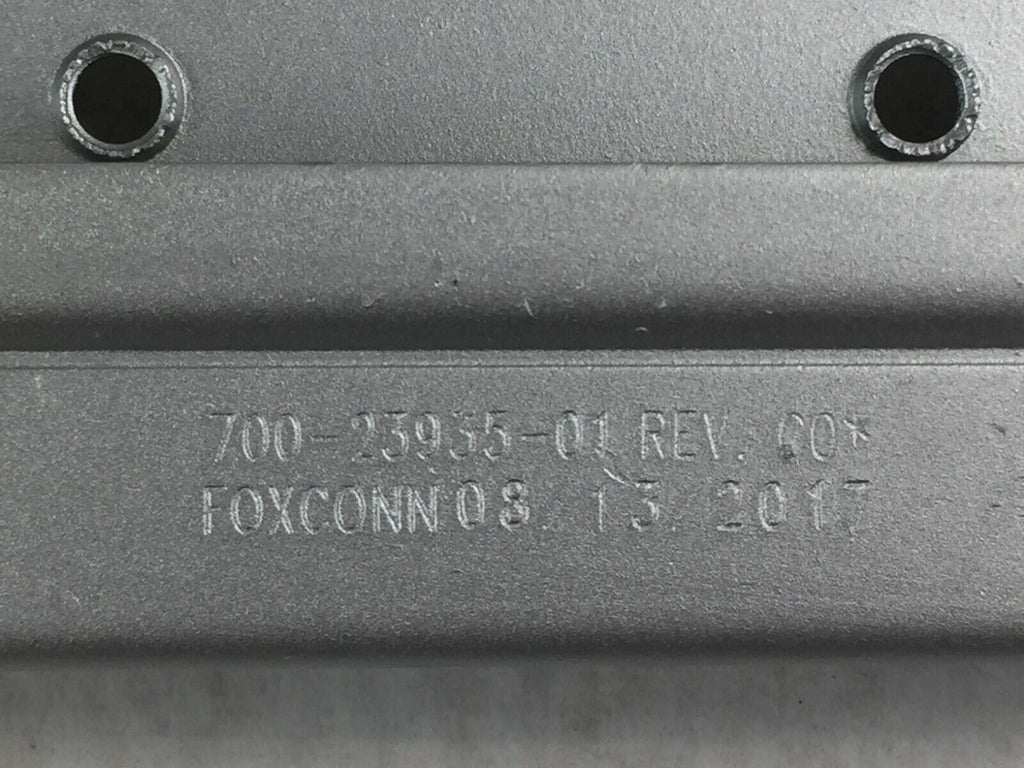 700-23935-01 REV. C0*
FOXCONN 08. 13. 2017